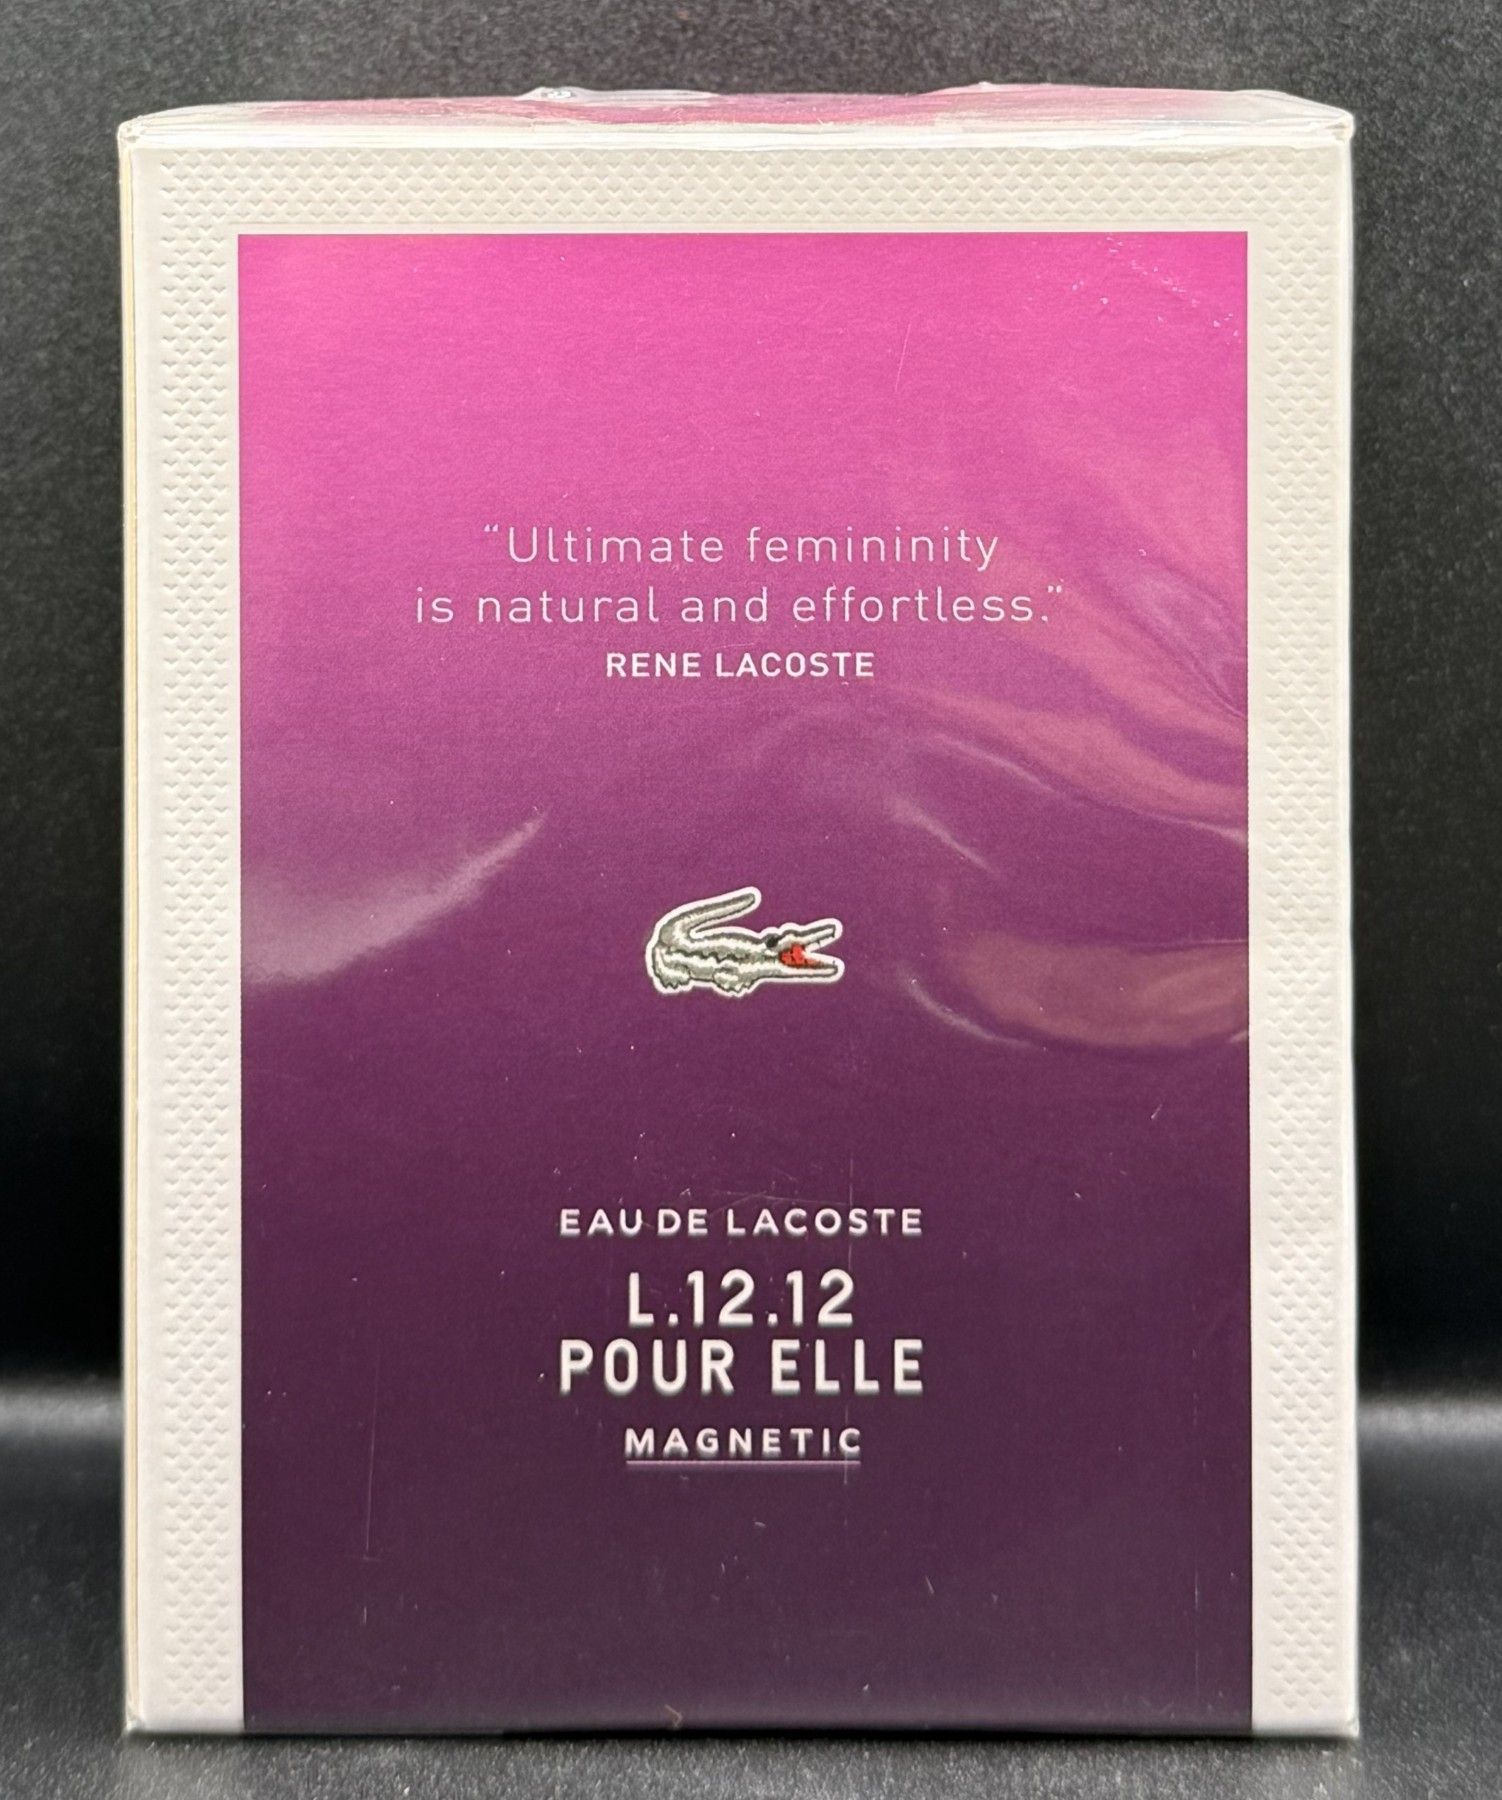 “Ultimate femininity
is natural and effortless.”
RENE LACOSTE
EAU DE LACOSTE
L.12.12
POUR ELLE
MAGNETIC